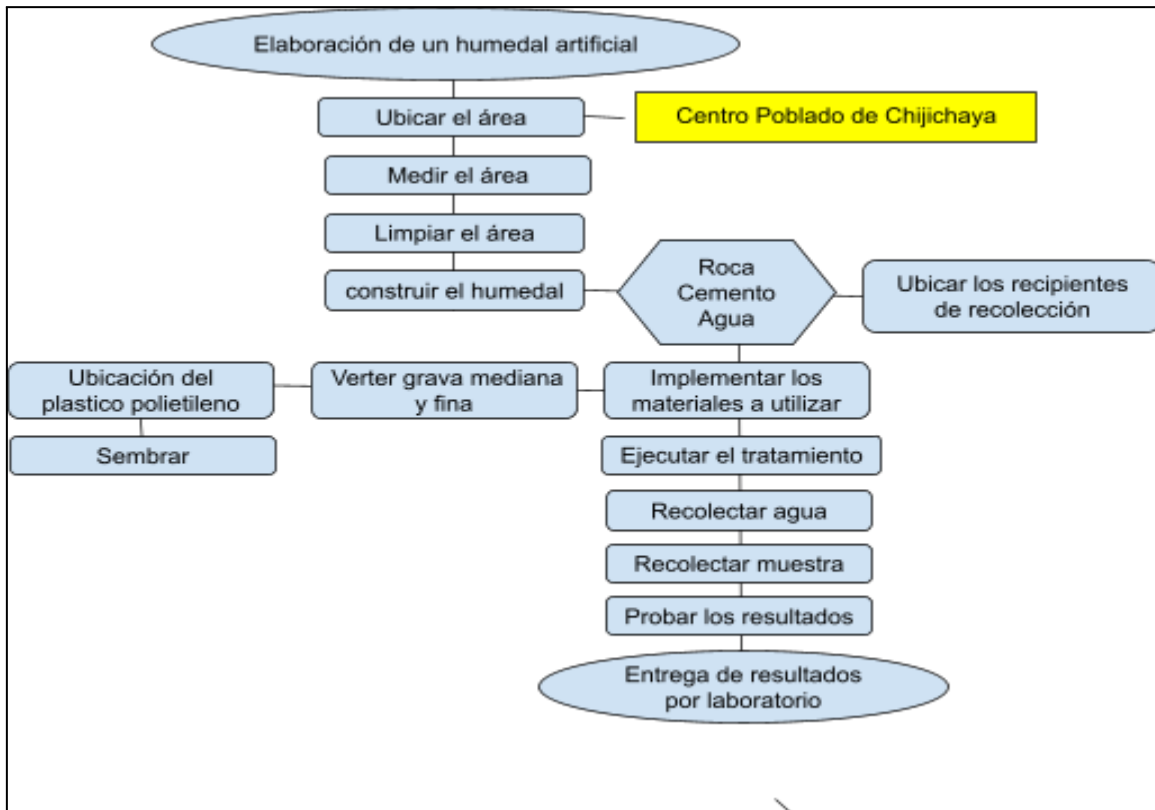 Elaboración de un humedal artificial
Ubicar el área
Centro Poblado de Chijichaya
Medir el área
Limpiar el área
construir el humedal
Roca
Cemento
Agua
Ubicar los recipientes
de recolección
Ubicación del
plastico polietileno
Verter grava mediana
y fina
Implementar los
materiales a utilizar
Sembrar
Ejecutar el tratamiento
Recolectar agua
Recolectar muestra
Probar los resultados
Entrega de resultados
por laboratorio